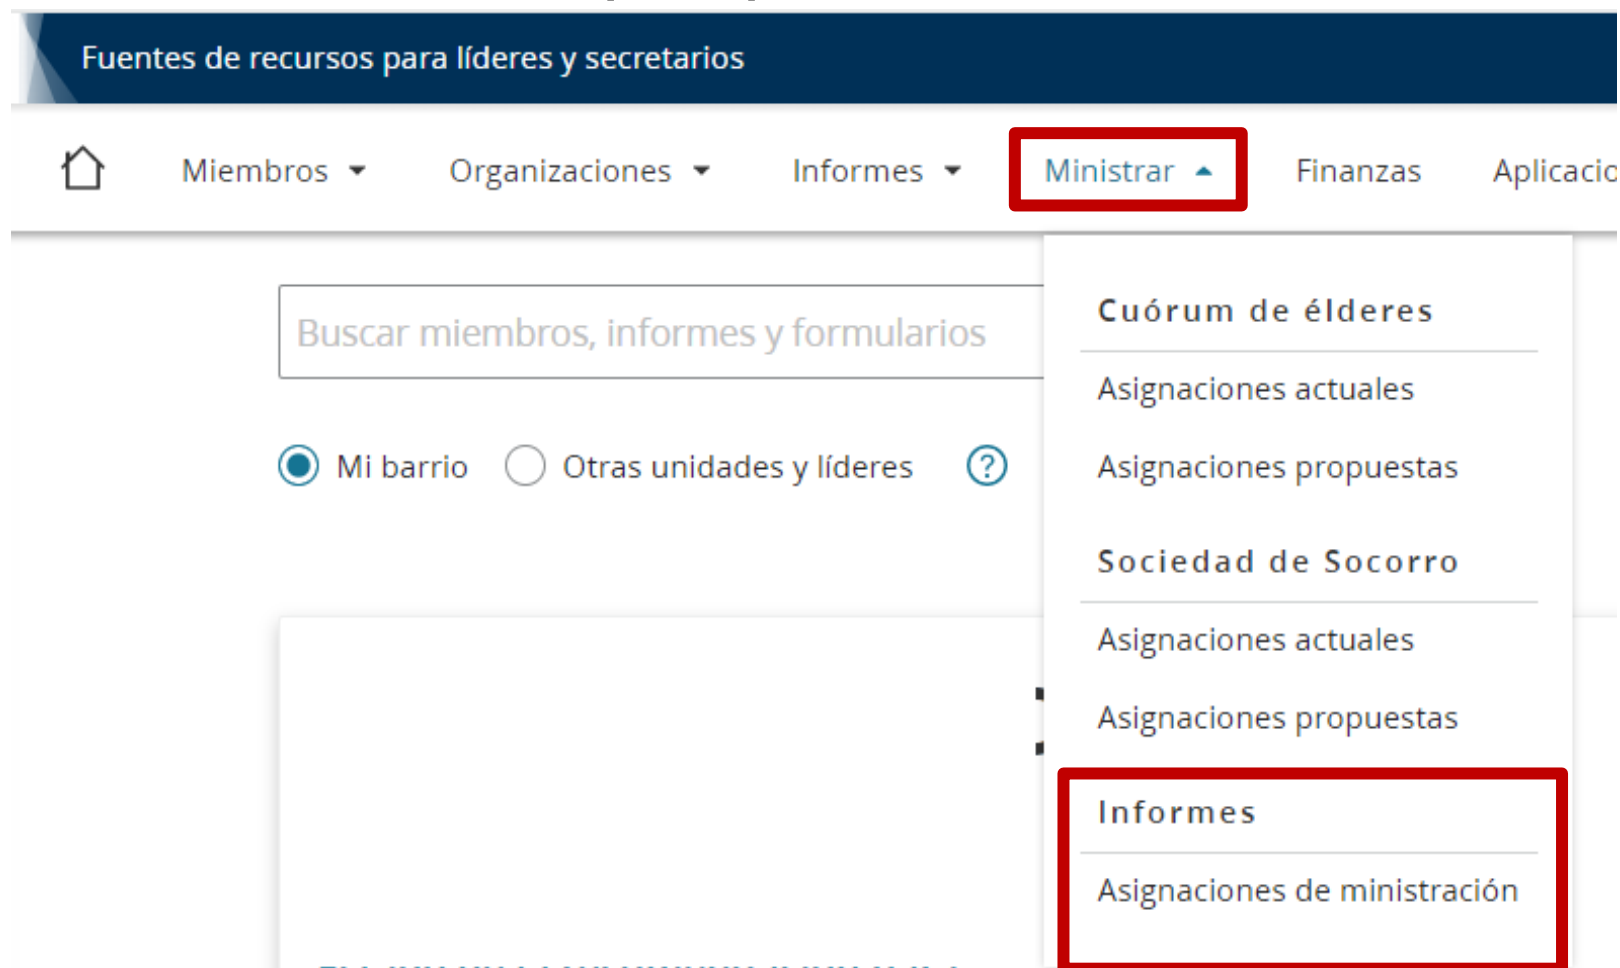 Fuentes de recursos para líderes y secretarios
Miembros Organizaciones Informes Ministrar Finanzas
Buscar miembros, informes y formularios
Mi barrio Otras unidades y líderes ?
Cuórum de élderes
Asignaciones actuales
Asignaciones propuestas
Sociedad de Socorro
Asignaciones actuales
Asignaciones propuestas
Informes
Asignaciones de ministración